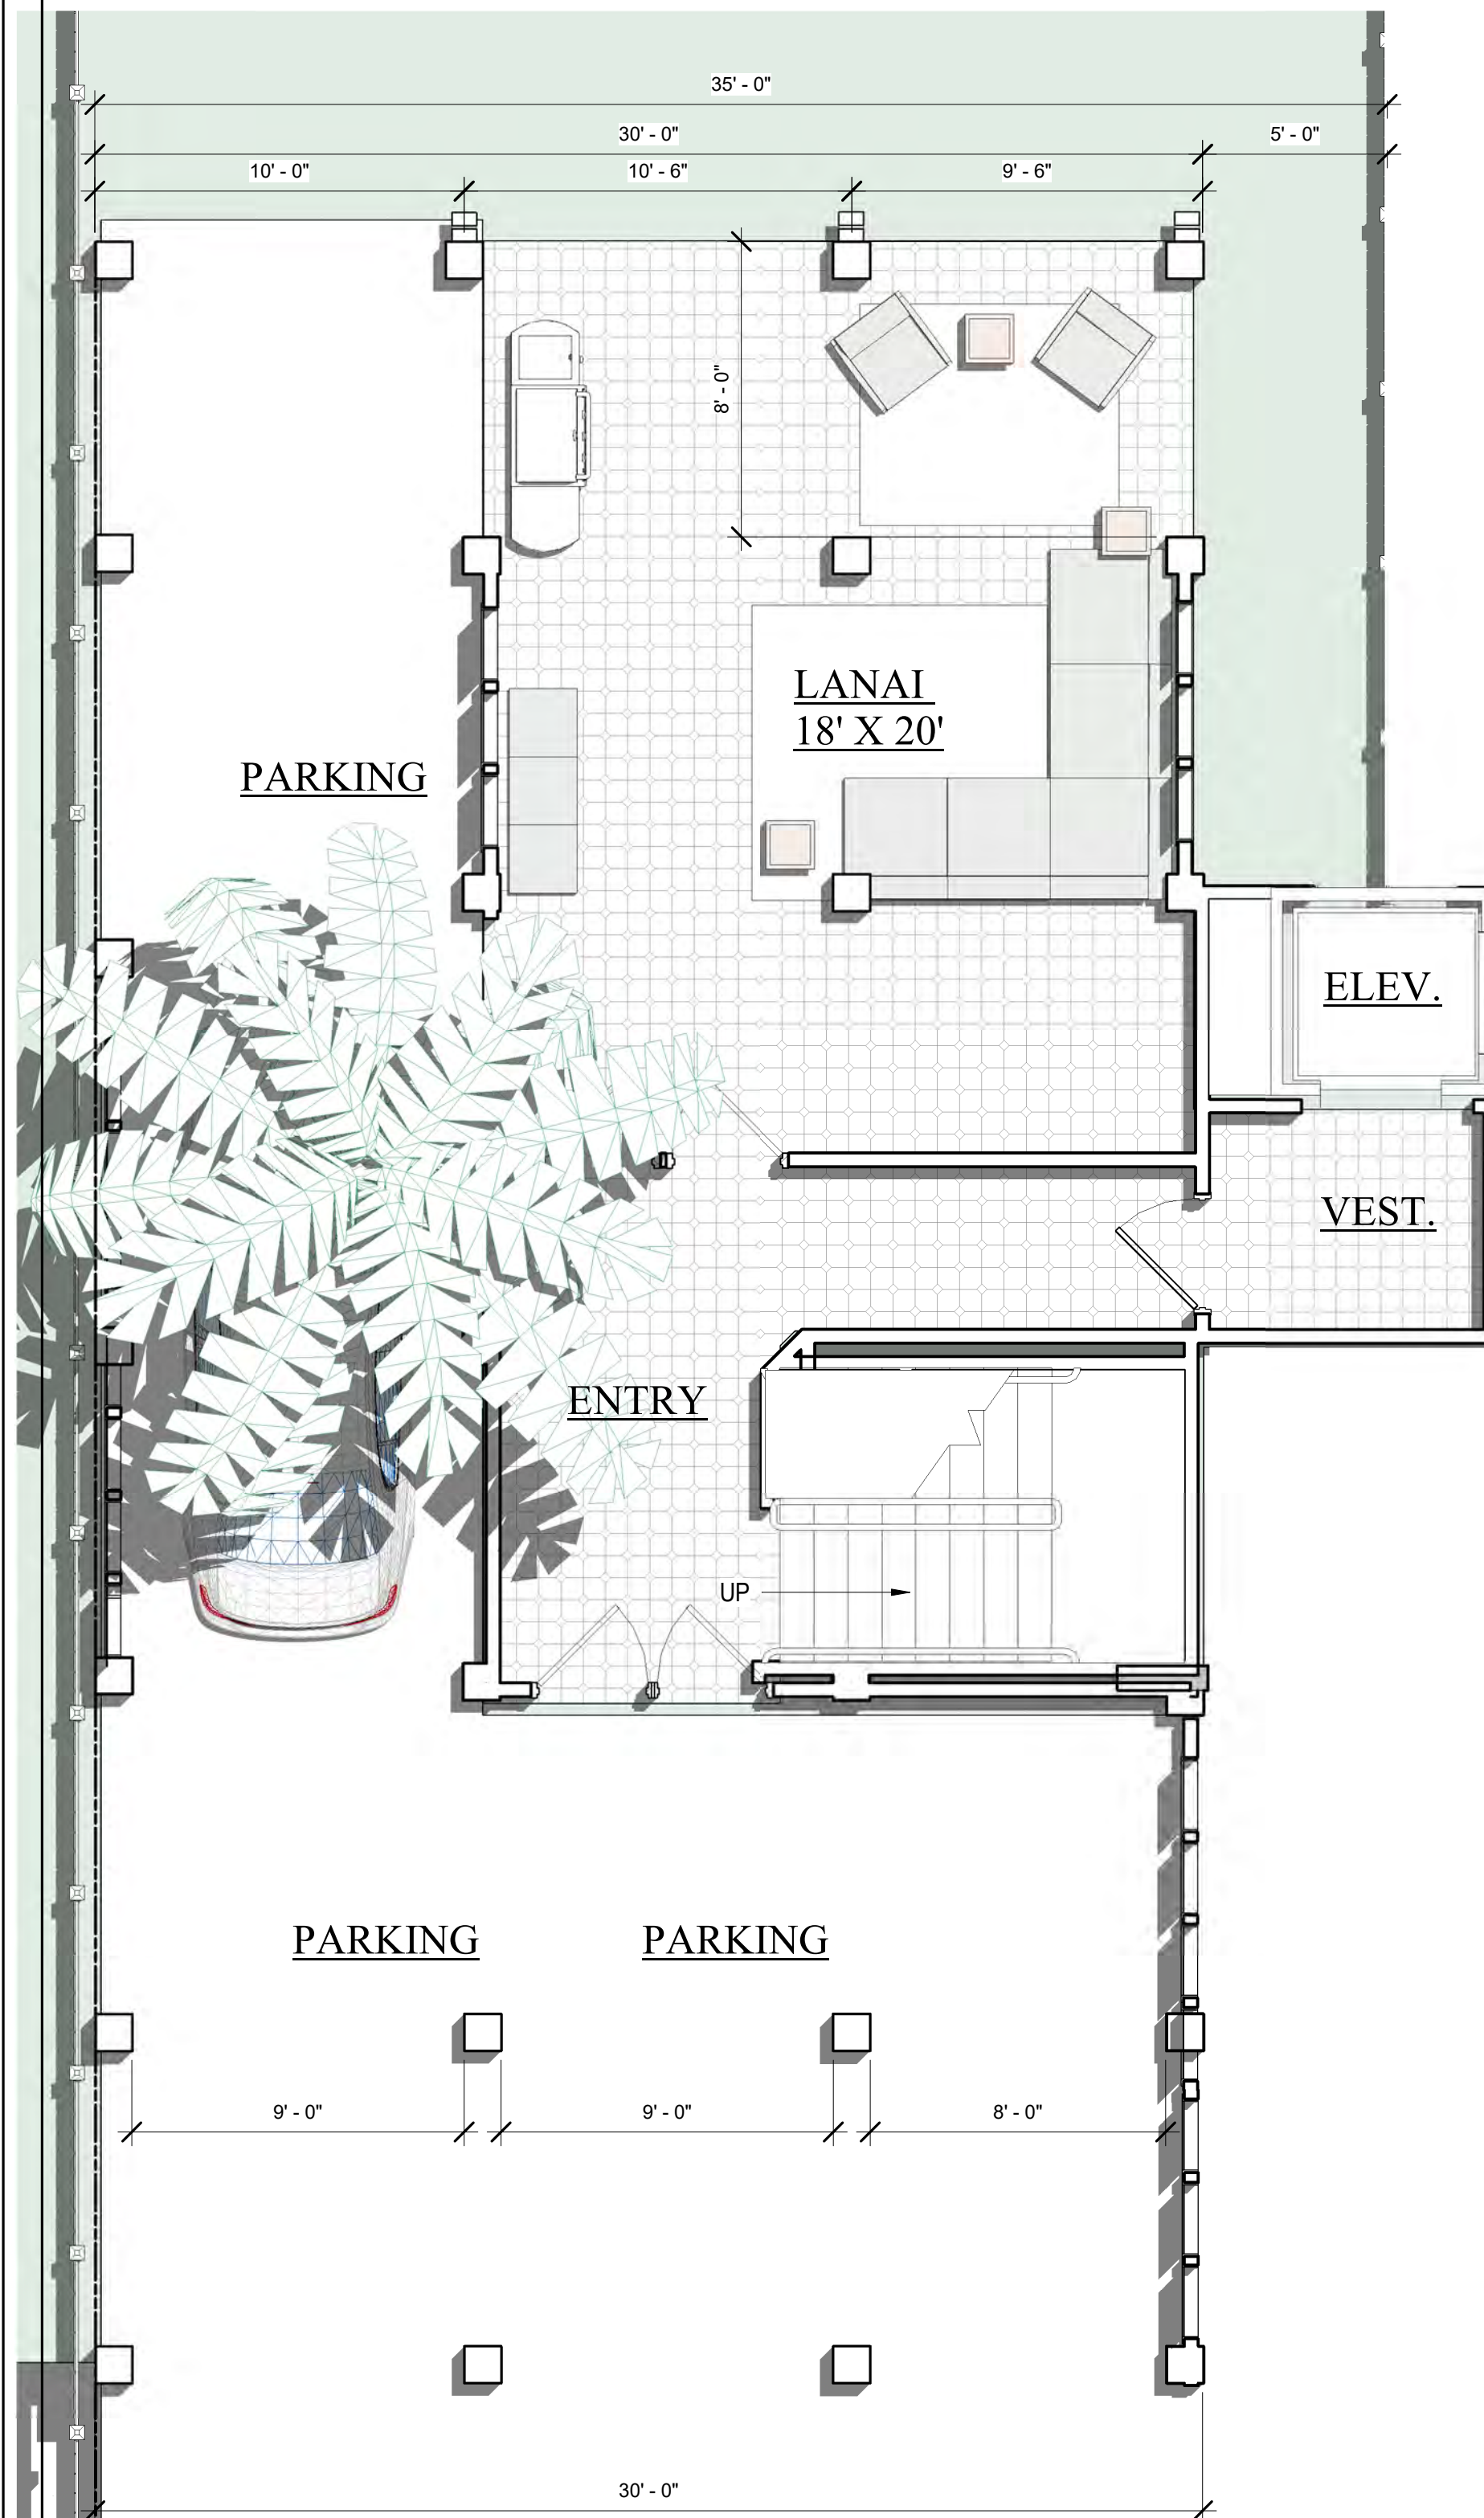 35' - 0"
30' - 0"
5' - 0"
10' - 0"
10' - 6"
9' - 6"
8' - 0"
LANAI
18' X 20'
PARKING
ELEV.
VEST.
ENTRY
UP
PARKING
PARKING
9' - 0"
9' - 0"
8' - 0"
30' - 0"